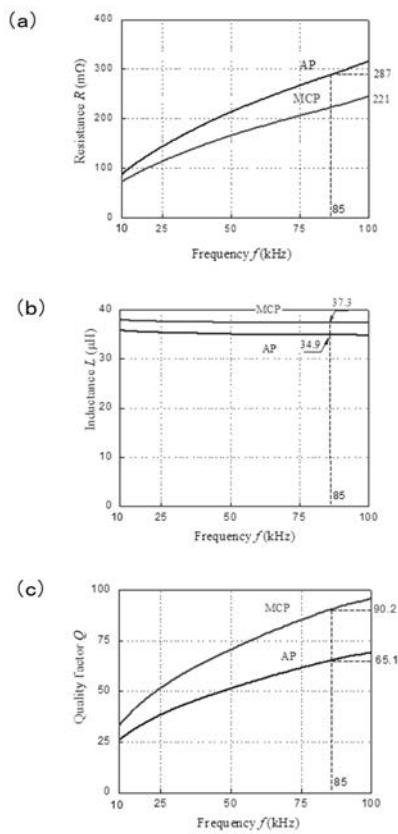 (a)
400
300
200
100
0
Resistance R (mΩ)
AP
MCP
287
221
85
10 25 50 75 100
Frequency f (kHz)
(b)
40
30
20
10
0
Inductance L (μH)
MCP
37.3
AP
34.9
85
10 25 50 75 100
Frequency f (kHz)
(c)
100
75
50
25
0
Quality factor Q
MCP
AP
90.2
65.1
85
10 25 50 75 100
Frequency f (kHz)